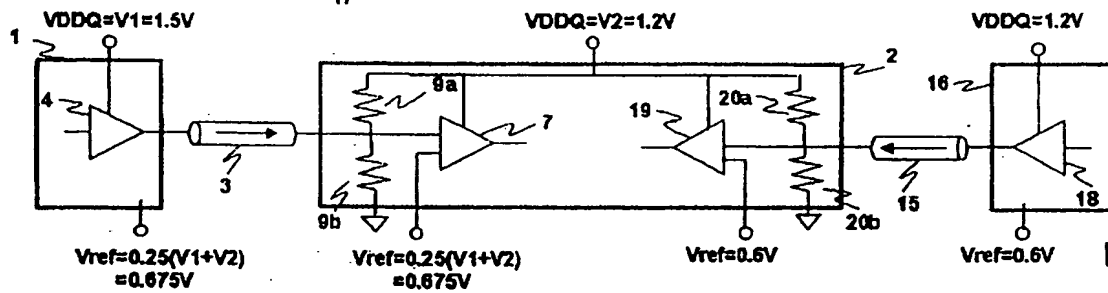 VDDQ=V1=1.5V
VDDQ=V2=1.2V
VDDQ=1.2V
1
2
9a
20a
19
16
4
7
3
15
18
9b
20b
Vref=0.25(V1+V2)
=0.675V
Vref=0.25(V1+V2)
=0.675V
Vref=0.6V
Vref=0.6V